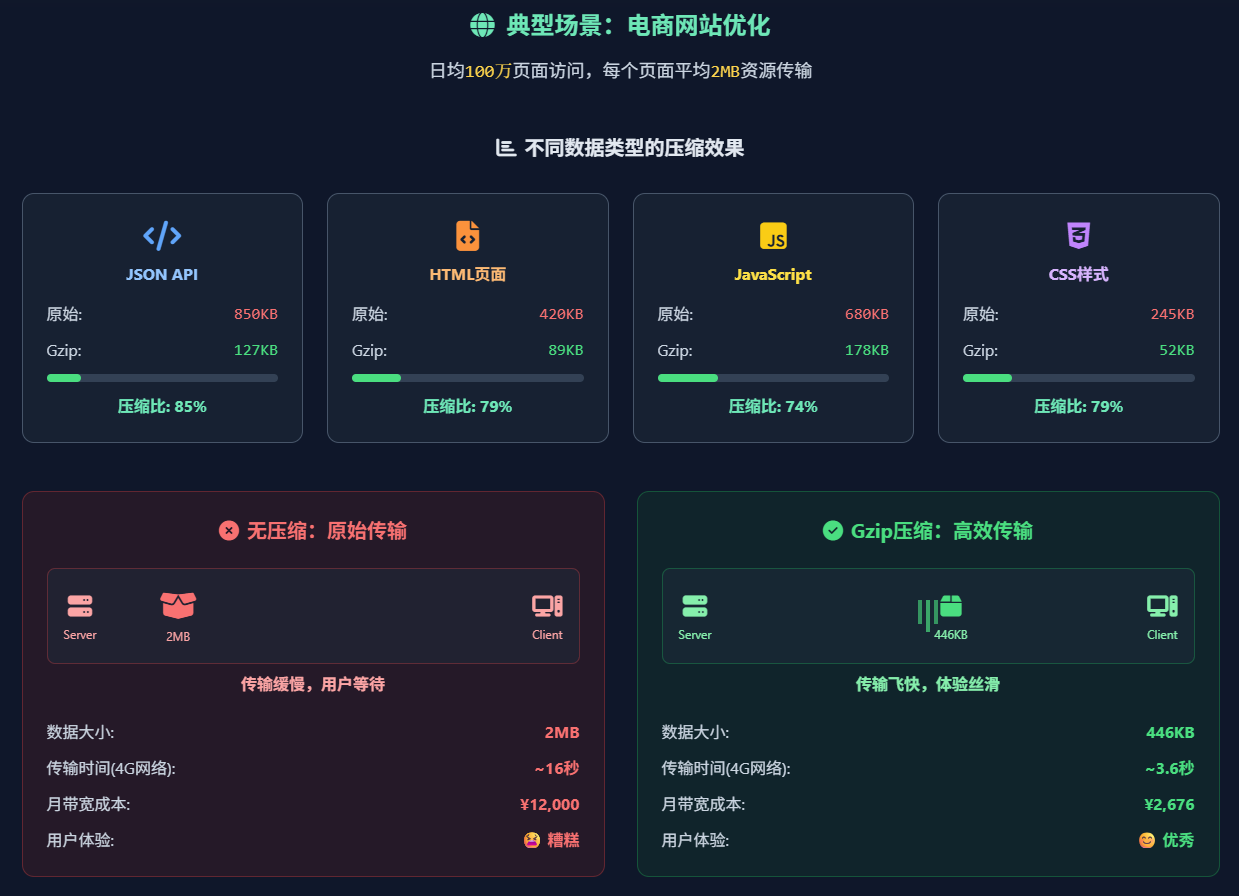 典型场景：电商网站优化
日均100万页面访问，每个页面平均2MB资源传输
不同数据类型的压缩效果
JSON API
原始: 850KB
Gzip: 127KB
压缩比: 85%
HTML页面
原始: 420KB
Gzip: 89KB
压缩比: 79%
JS
JavaScript
原始: 680KB
Gzip: 178KB
压缩比: 74%
CSS样式
原始: 245KB
Gzip: 52KB
压缩比: 79%
无压缩：原始传输
Server
2MB
Client
传输缓慢，用户等待
数据大小: 2MB
传输时间(4G网络): ~16秒
月带宽成本: ¥12,000
用户体验: 😫 糟糕
Gzip压缩：高效传输
Server
446KB
Client
传输飞快，体验丝滑
数据大小: 446KB
传输时间(4G网络): ~3.6秒
月带宽成本: ¥2,676
用户体验: 😊 优秀